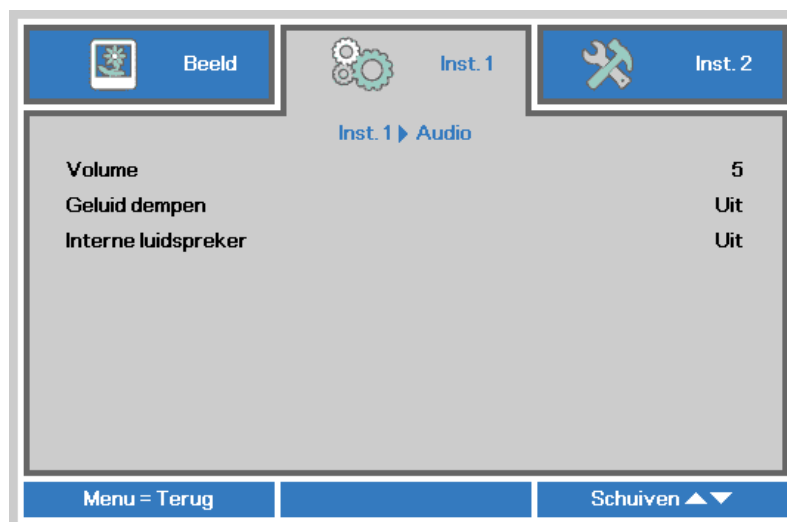 Beeld
Inst. 1
Inst. 2
Inst. 1 Audio
Volume 5
Geluid dempen Uit
Interne luidspreker Uit
Menu = Terug
Schuiven